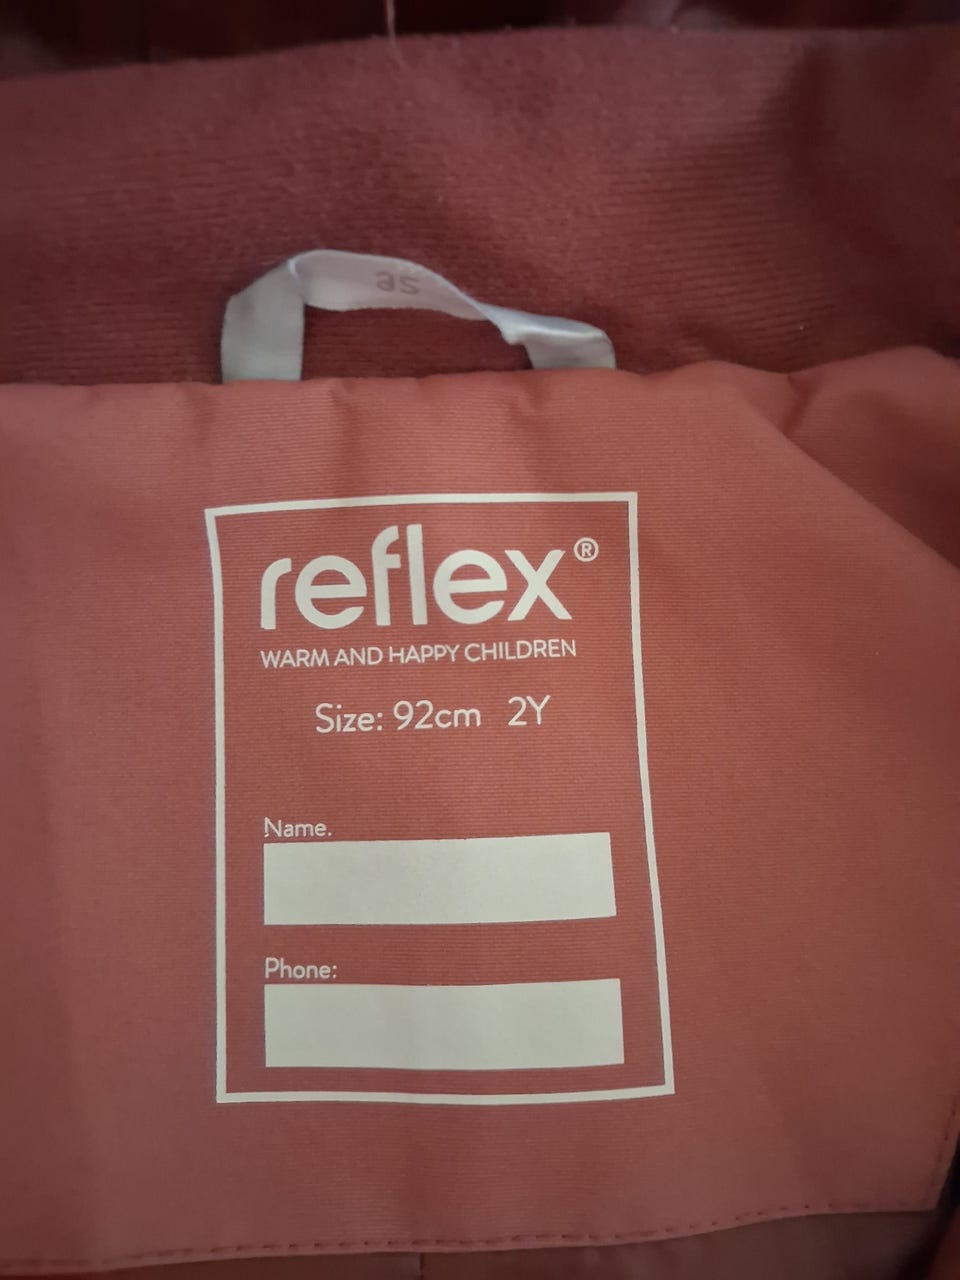 reflex®
WARM AND HAPPY CHILDREN
Size: 92cm 2Y
Name.
Phone: